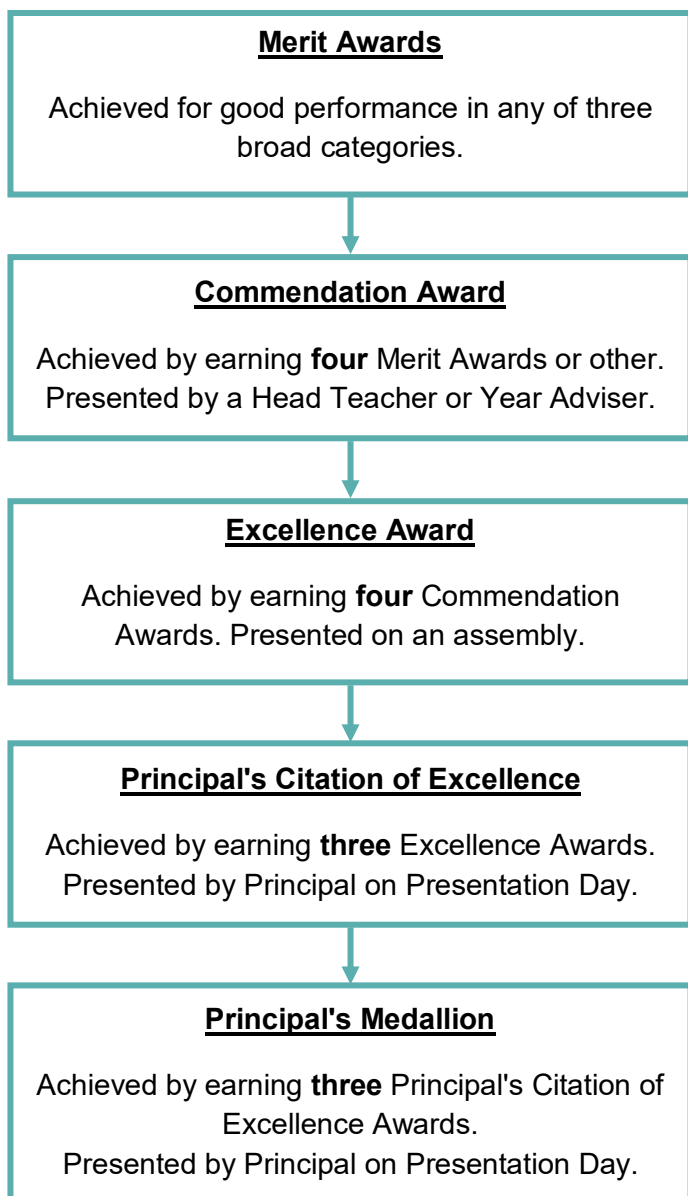 Merit Awards
Achieved for good performance in any of three
broad categories.
Commendation Award
Achieved by earning four Merit Awards or other.
Presented by a Head Teacher or Year Adviser.
Excellence Award
Achieved by earning four Commendation
Awards. Presented on an assembly.
Principal's Citation of Excellence
Achieved by earning three Excellence Awards.
Presented by Principal on Presentation Day.
Principal's Medallion
Achieved by earning three Principal's Citation of
Excellence Awards.
Presented by Principal on Presentation Day.